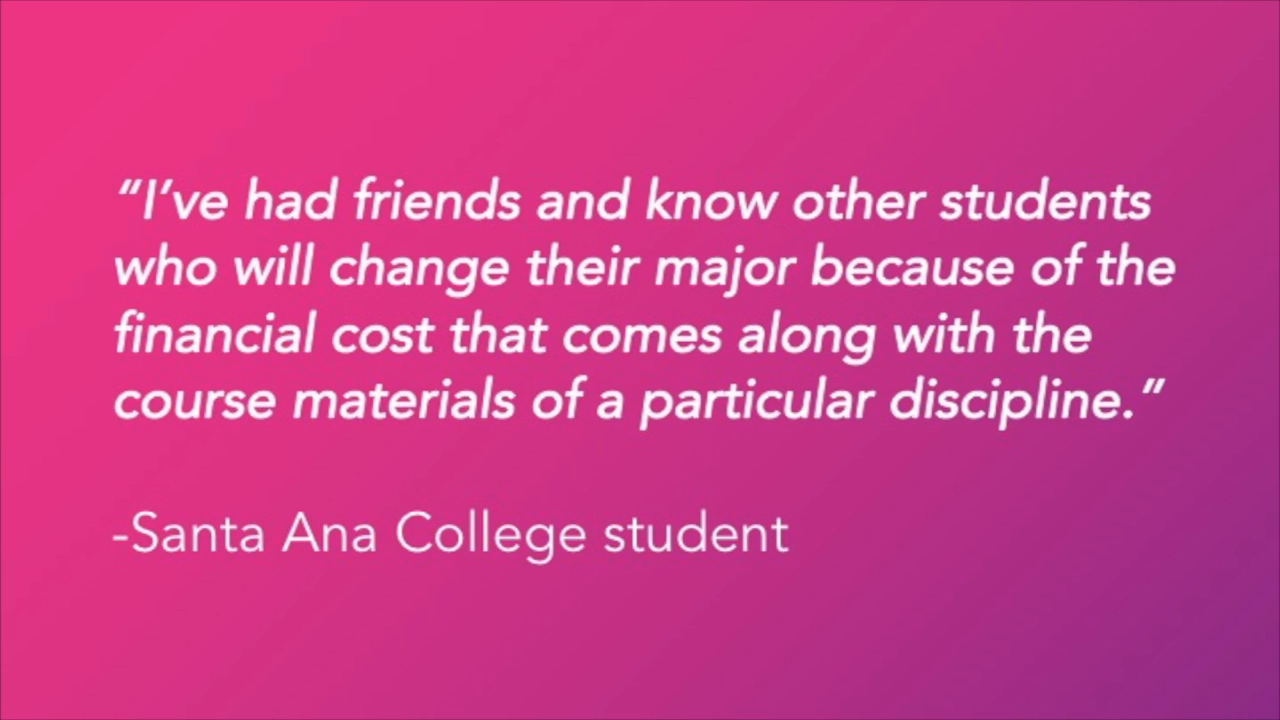 “I’ve had friends and know other students
who will change their major because of the
financial cost that comes along with the
course materials of a particular discipline.”
-Santa Ana College student